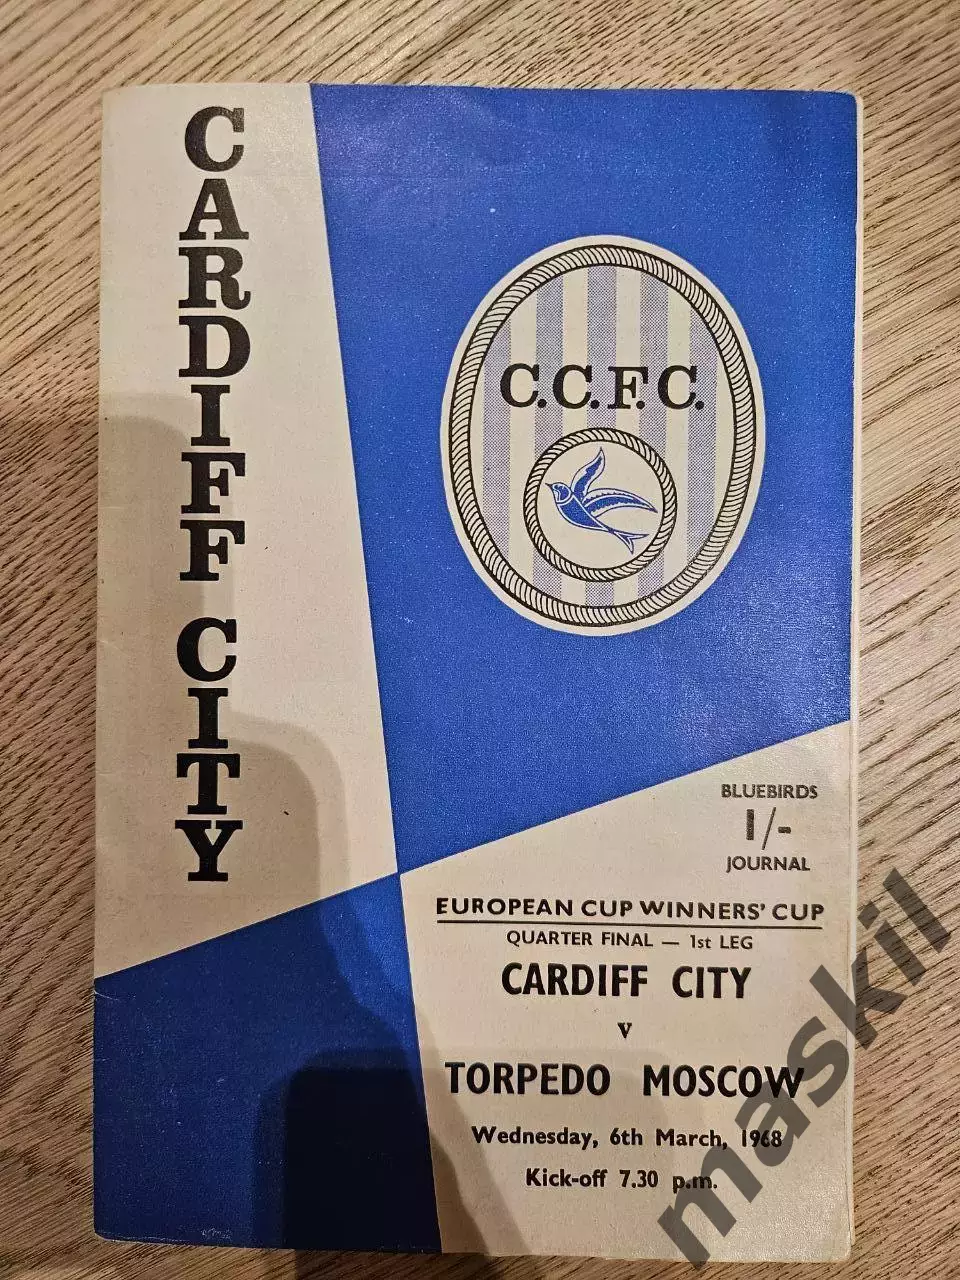 CARDIFF CITY
C.C.F.C.
BLUEBIRDS
1/-
JOURNAL
EUROPEAN CUP WINNERS' CUP
QUARTER FINAL — 1st LEG
CARDIFF CITY
v
TORPEDO MOSCOW
Wednesday, 6th March, 1968
Kick-off 7.30 p.m.
maskil